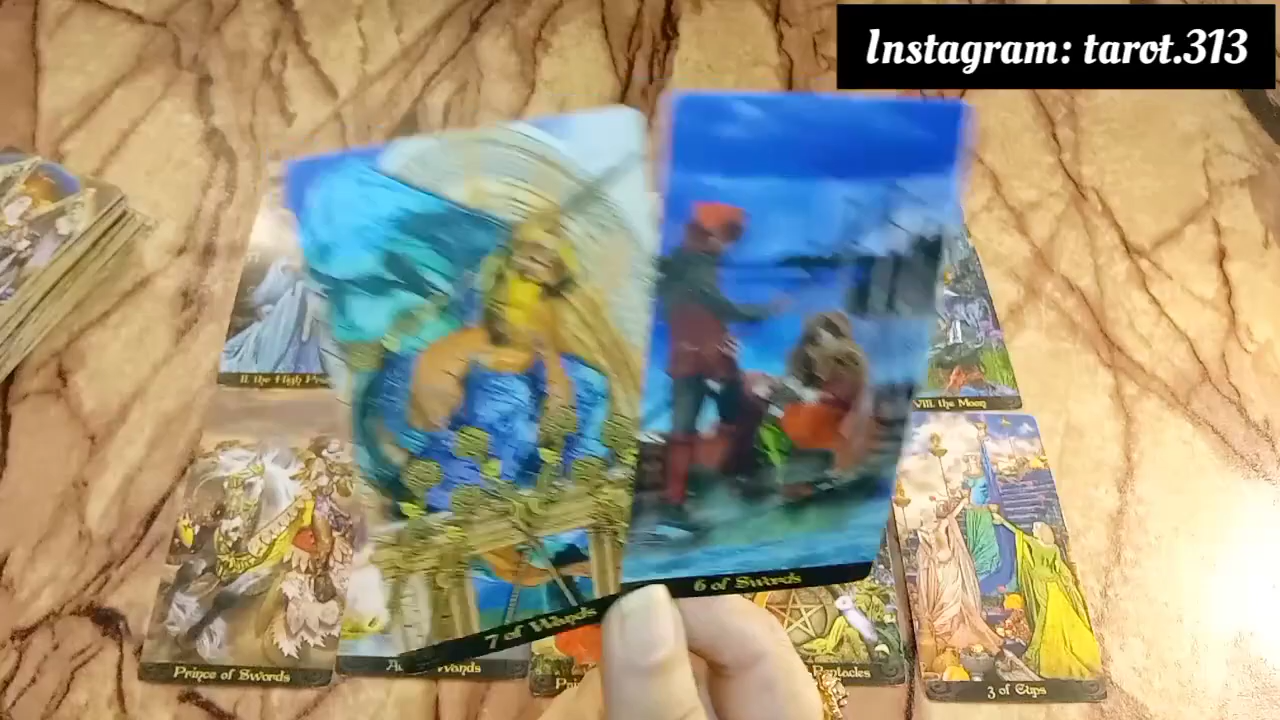 Instagram: tarot.313
II. the High
VIII. the Moon
6 of Swords
7 of Wands
Wands
Pentacles
Prince of Swords
3 of Cups